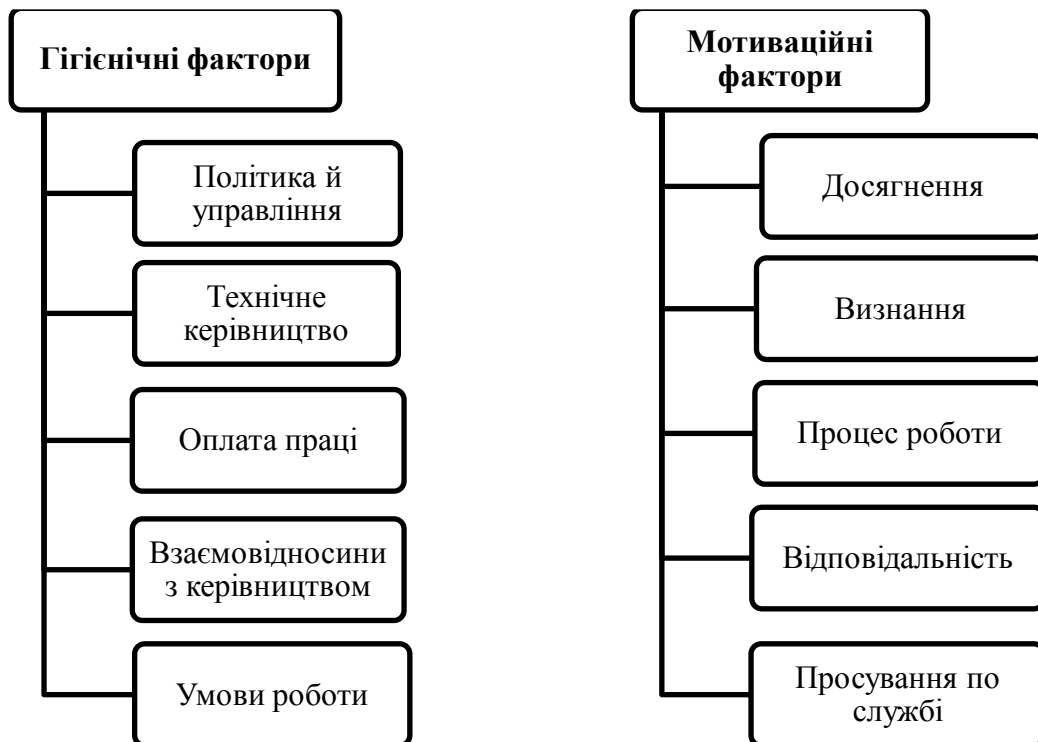 Гігієнічні фактори
Політика й
управління
Технічне
керівництво
Оплата праці
Взаємовідносини
з керівництвом
Умови роботи
Мотиваційні
фактори
Досягнення
Визнання
Процес роботи
Відповідальність
Просування по
службі